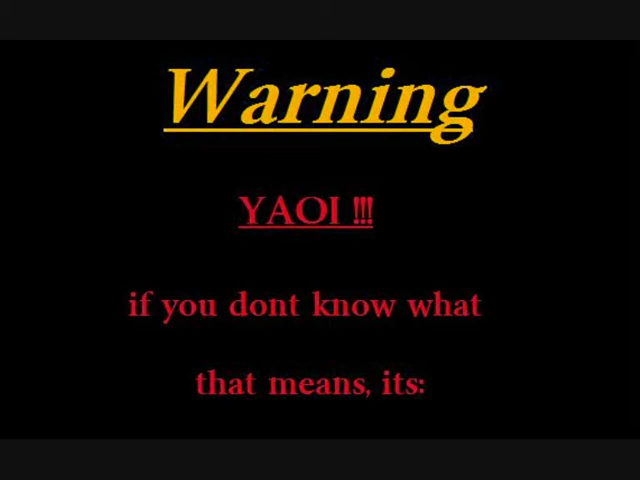 Warning
YAOI !!!
if you dont know what
that means, its: